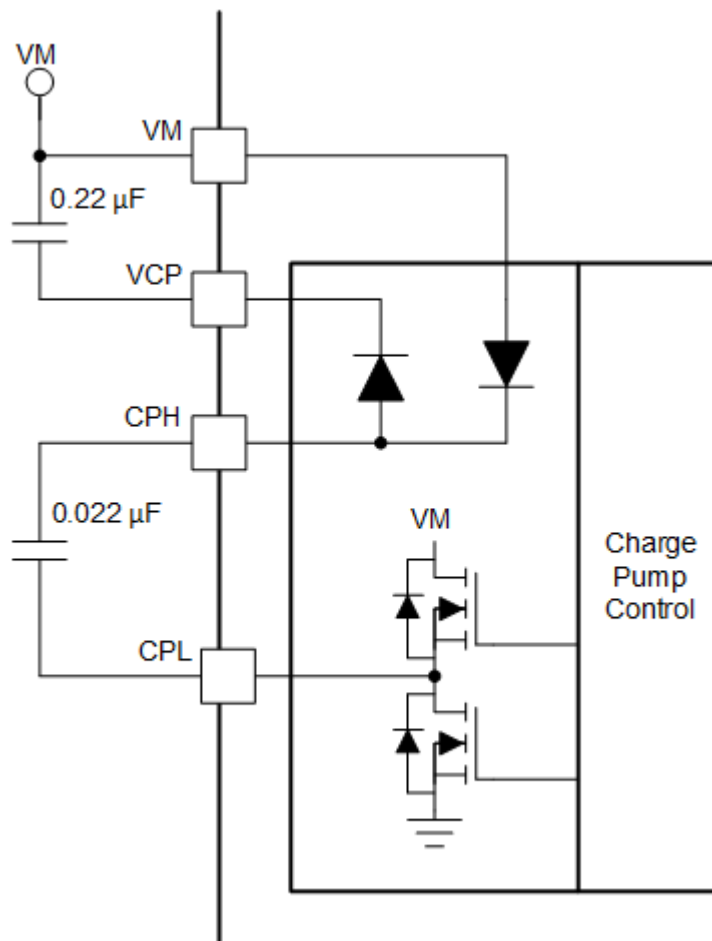 VM
VM
0.22 µF
VCP
CPH
0.022 µF
VM
Charge
Pump
Control
CPL